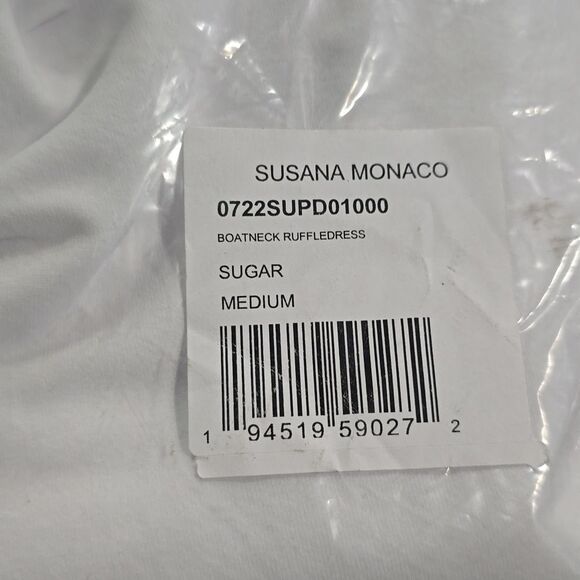 SUSANA MONACO
0722SUPD01000
BOATNECK RUFFLEDRESS
SUGAR
MEDIUM
1 94519 59027 2